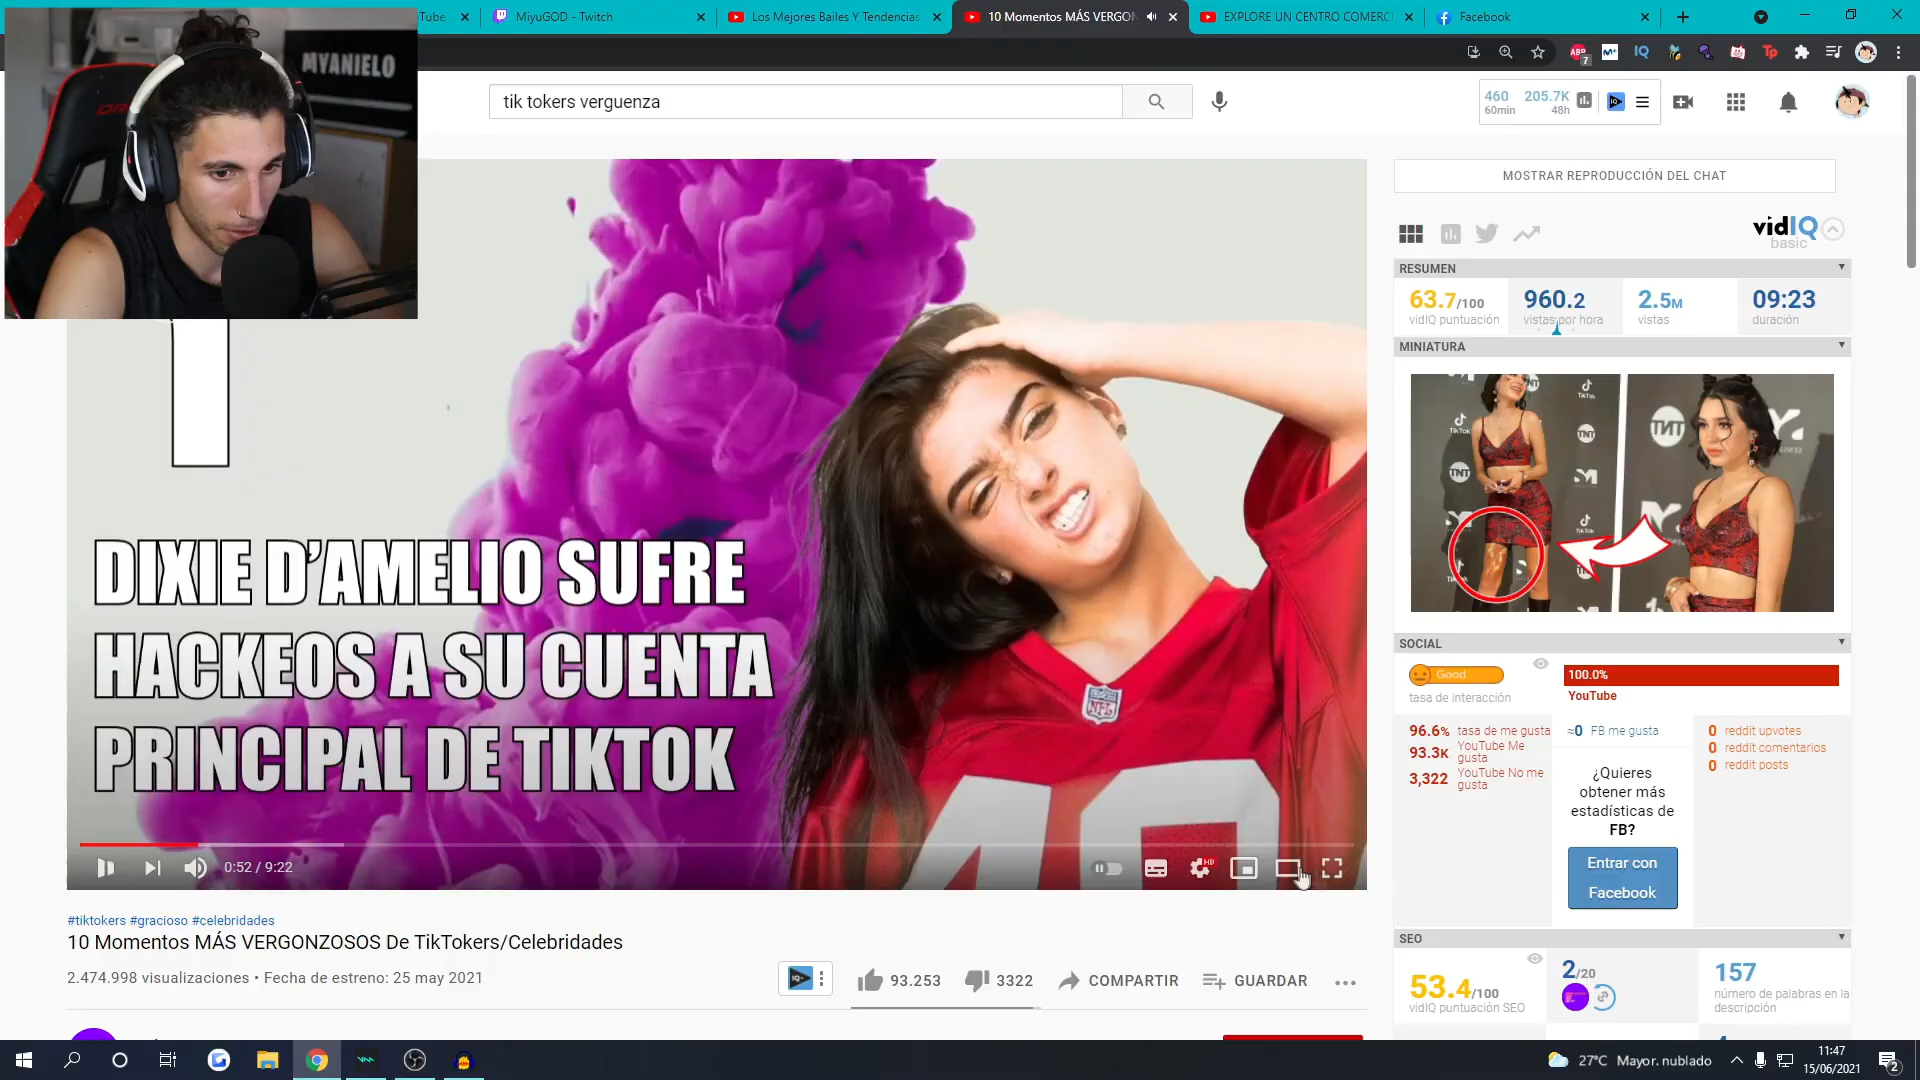 Tube
MiyuGOD - Twitch
Los Mejores Bailes Y Tendencias
10 Momentos MÁS VERGON
EXPLORE UN CENTRO COMERC
Facebook
MYANIELO
tik tokers verguenza
460
60min
205.7K
48h
MOSTRAR REPRODUCCIÓN DEL CHAT
vidIQ
basic
RESUMEN
63.7/100
vidIQ puntuación
960.2
vistas por hora
2.5M
vistas
09:23
duración
MINIATURA
TikTok
TNT
DIXIE D'AMELIO SUFRE
HACKEOS A SU CUENTA
PRINCIPAL DE TIKTOK
NFL
0:52 / 9:22
HD
SOCIAL
Good
tasa de interacción
100.0%
YouTube
96.6% tasa de me gusta
93.3K YouTube Me gusta
3,322 YouTube No me gusta
≈0 FB me gusta
¿Quieres
obtener más
estadísticas de
FB?
Entrar con
Facebook
0 reddit upvotes
0 reddit comentarios
0 reddit posts
SEO
53.4/100
vidIQ puntuación SEO
2/20
157
número de palabras en la
descripción
#tiktokers #gracioso #celebridades
10 Momentos MÁS VERGONZOSOS De TikTokers/Celebridades
2.474.998 visualizaciones • Fecha de estreno: 25 may 2021
93.253
3322
COMPARTIR
GUARDAR
27°C Mayor. nublado
11:47
15/06/2021
2